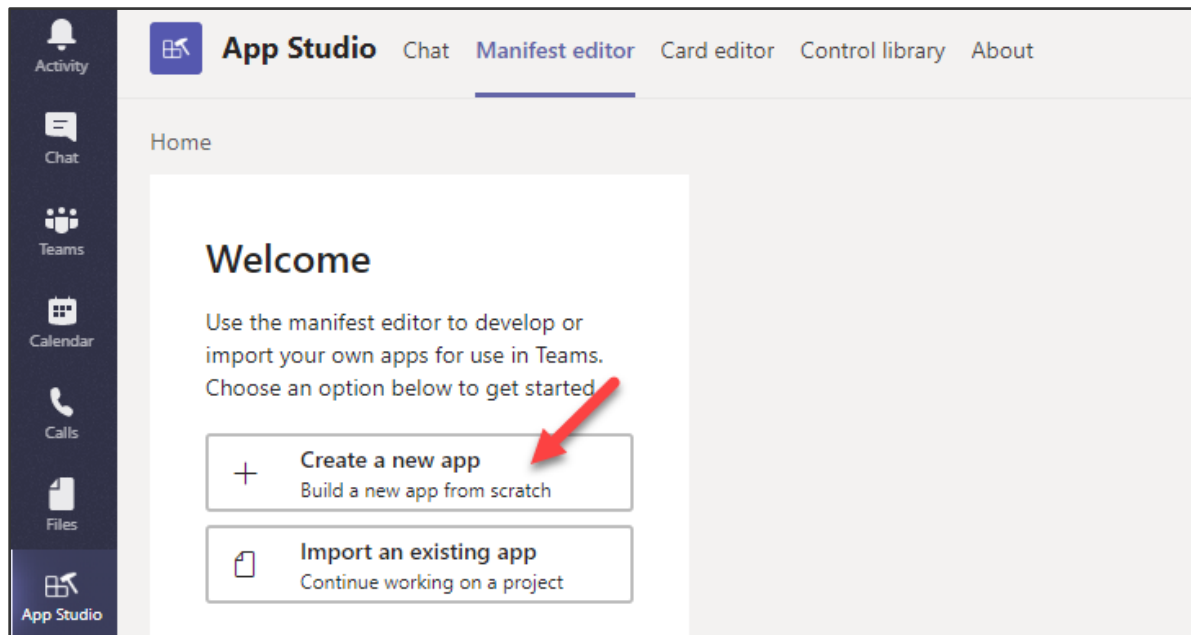 Activity
Chat
Teams
Calendar
Calls
Files
App Studio
App Studio Chat Manifest editor Card editor Control library About
Home
Welcome
Use the manifest editor to develop or
import your own apps for use in Teams.
Choose an option below to get started
Create a new app
Build a new app from scratch
Import an existing app
Continue working on a project